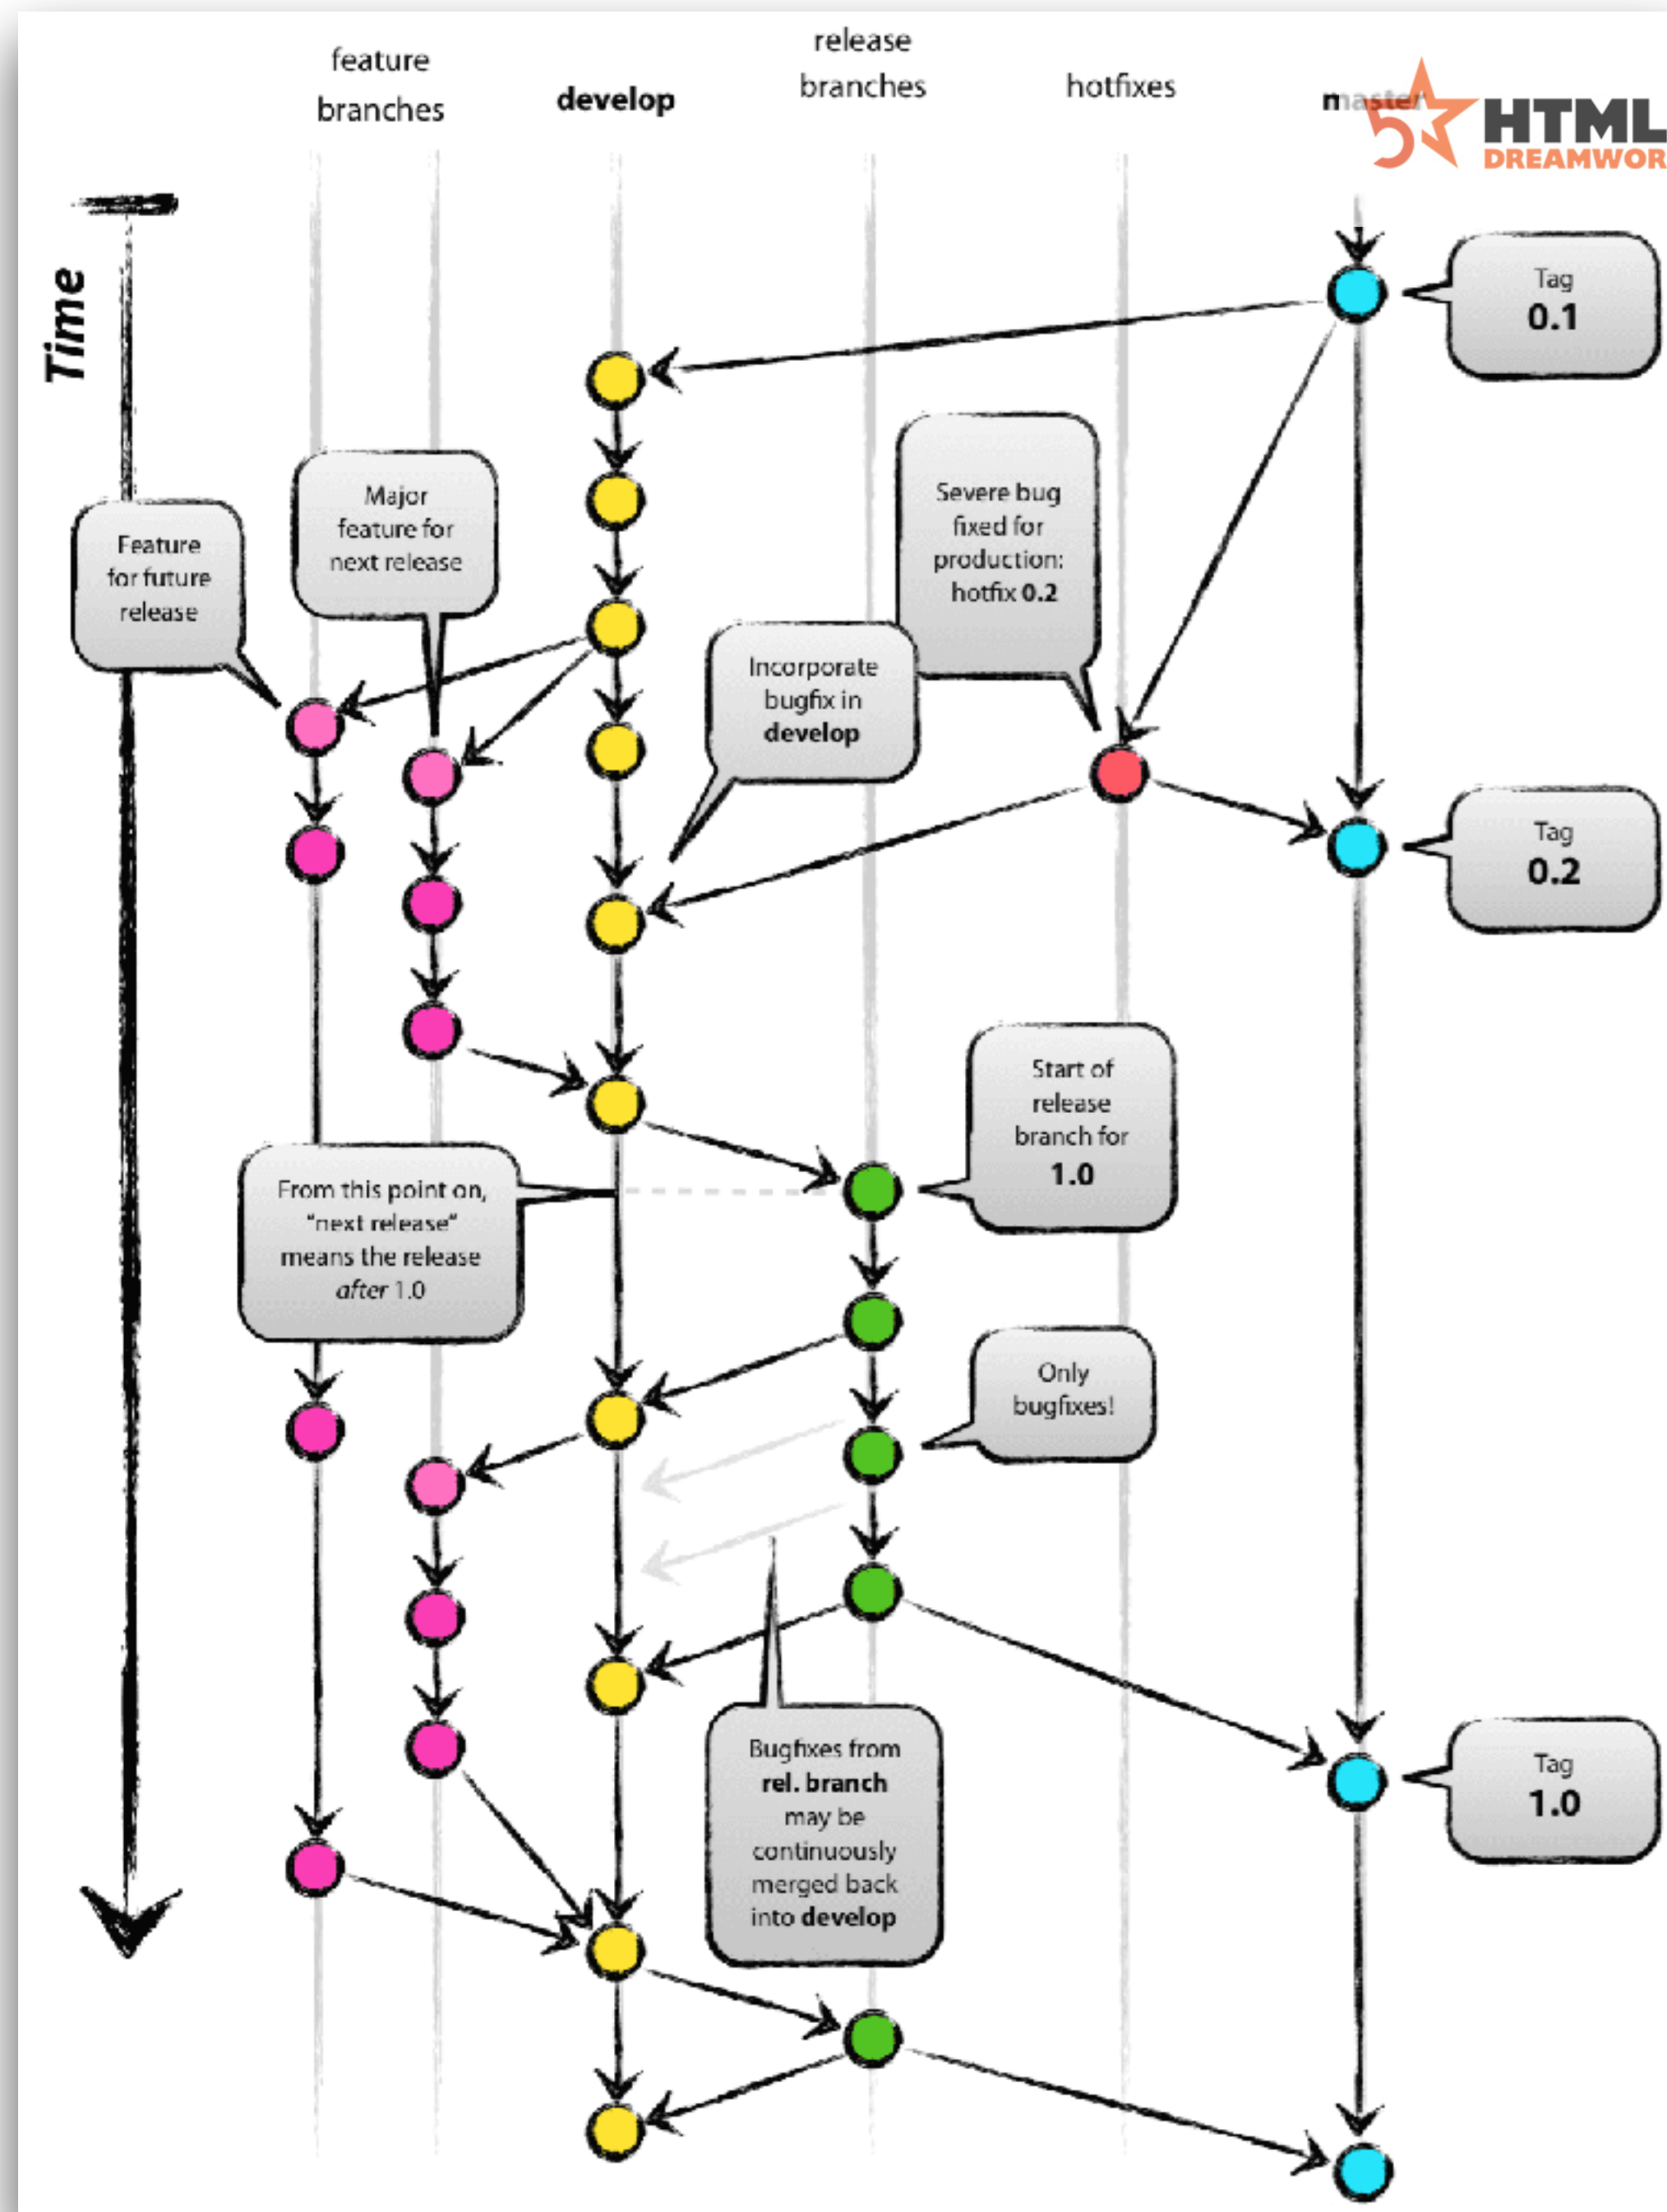 feature
branches
develop
release
branches
hotfixes
master
HTML
DREAMWOR
Time
Tag
0.1
Major
feature for
next release
Feature
for future
release
Severe bug
fixed for
production:
hotfix 0.2
Incorporate
bugfix in
develop
Tag
0.2
Start of
release
branch for
1.0
From this point on,
“next release”
means the release
after 1.0
Only
bugfixes!
Bugfixes from
rel. branch
may be
continuously
merged back
into develop
Tag
1.0